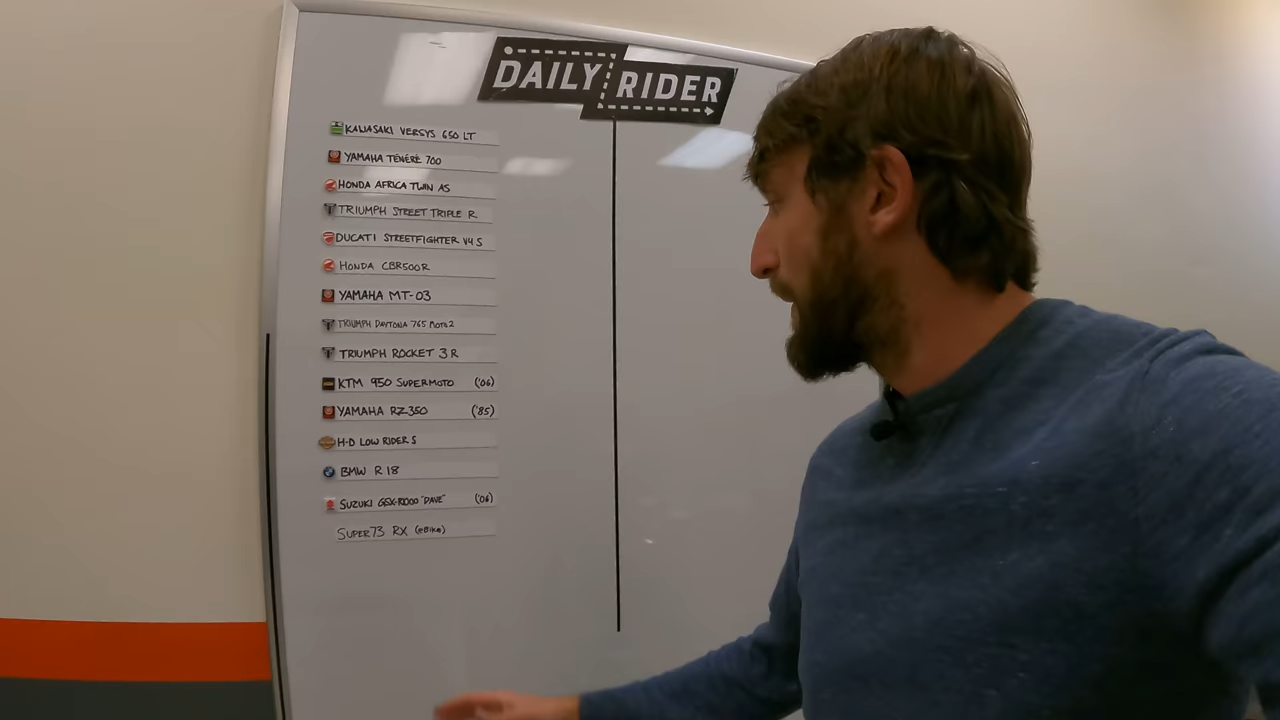 DAILY RIDER
KAWASAKI VERSYS 650 LT
YAMAHA TÉNÉRÉ 700
HONDA AFRICA TWIN AS
TRIUMPH STREET TRIPLE R
DUCATI STREETFIGHTER V4 S
HONDA CBR500R
YAMAHA MT-03
TRIUMPH DAYTONA 765 MOTO2
TRIUMPH ROCKET 3 R
KTM 950 SUPERMOTO ('06)
YAMAHA RZ350 ('85)
H-D LOW RIDER S
BMW R 18
SUZUKI GSX-R1000 "DAVE" ('06)
SUPER73 RX (eBIKE)